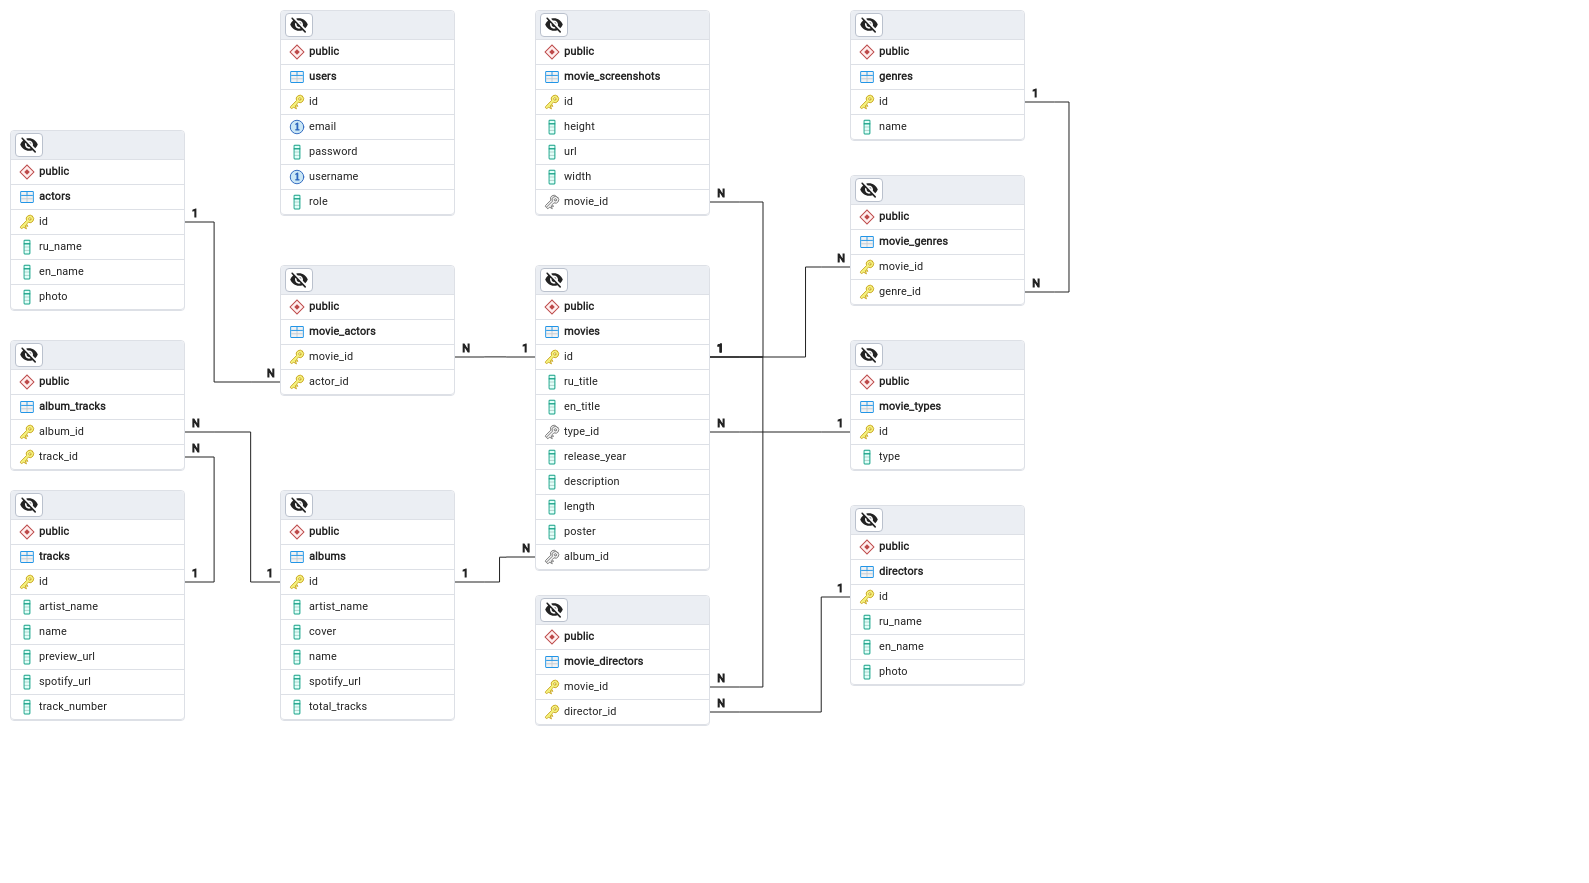 public
users
id
email
password
username
role
public
movie_screenshots
id
height
url
width
movie_id
N
public
genres
id
name
1
public
actors
id
ru_name
en_name
photo
1
public
movie_genres
movie_id
genre_id
N
N
public
movie_actors
movie_id
actor_id
N
N
public
movies
id
ru_title
en_title
type_id
release_year
description
length
poster
album_id
1
1
N
N
public
movie_types
id
type
1
public
album_tracks
album_id
track_id
N
N
public
tracks
id
artist_name
name
preview_url
spotify_url
track_number
1
public
albums
id
artist_name
cover
name
spotify_url
total_tracks
1
1
public
movie_directors
movie_id
director_id
N
N
public
directors
id
ru_name
en_name
photo
1